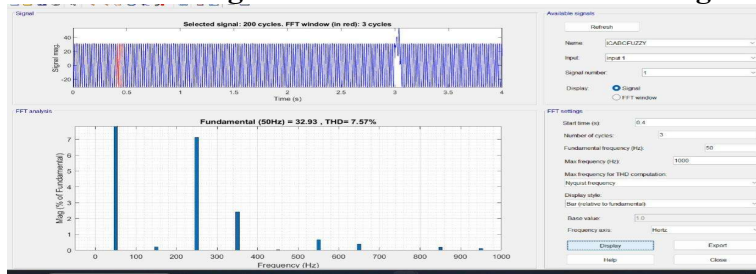 Signal
Selected signal: 200 cycles. FFT window (in red): 3 cycles
Signal mag.
40
20
0
-20
0 0.5 1 1.5 2 2.5 3 3.5 4
Time (s)
FFT analysis
Fundamental (50Hz) = 32.93 , THD= 7.57%
Mag (% of Fundamental)
7
6
5
4
3
2
1
0
0 100 200 300 400 500 600 700 800 900 1000
Frequency (Hz)
Available signals
Refresh
Name: ICABCFUZZY
Input: input 1
Signal number: 1
Display: Signal
FFT window
FFT settings
Start time (s): 0.4
Number of cycles: 3
Fundamental frequency (Hz): 50
Max frequency (Hz): 1000
Max frequency for THD computation:
Nyquist frequency
Display style:
Bar (relative to fundamental)
Base value: 1.0
Frequency axis: Hertz
Display Export
Help Close